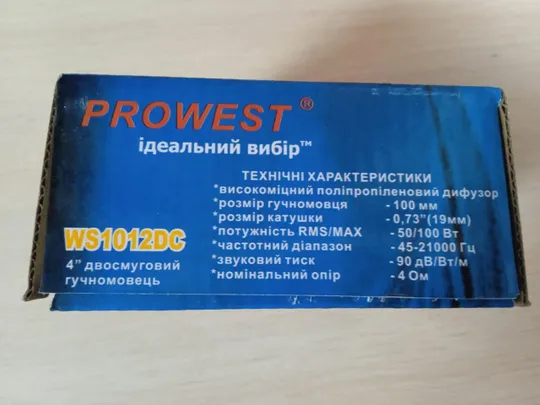 PROWEST®
ідеальний вибір™
ТЕХНІЧНІ ХАРАКТЕРИСТИКИ
*високоміцний поліпропіленовий дифузор
*розмір гучномовця - 100 мм
*розмір катушки - 0,73”(19мм)
*потужність RMS/MAX - 50/100 Вт
*частотний діапазон - 45-21000 Гц
*звуковий тиск - 90 дВ/Вт/м
*номінальний опір - 4 Ом
WS1012DC
4” двосмуговий
гучномовець